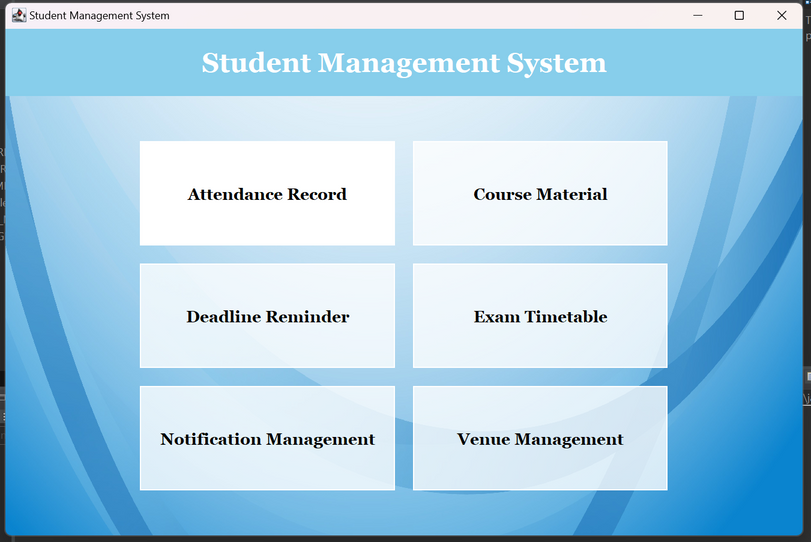 Student Management System
Student Management System
Attendance Record
Course Material
Deadline Reminder
Exam Timetable
Notification Management
Venue Management